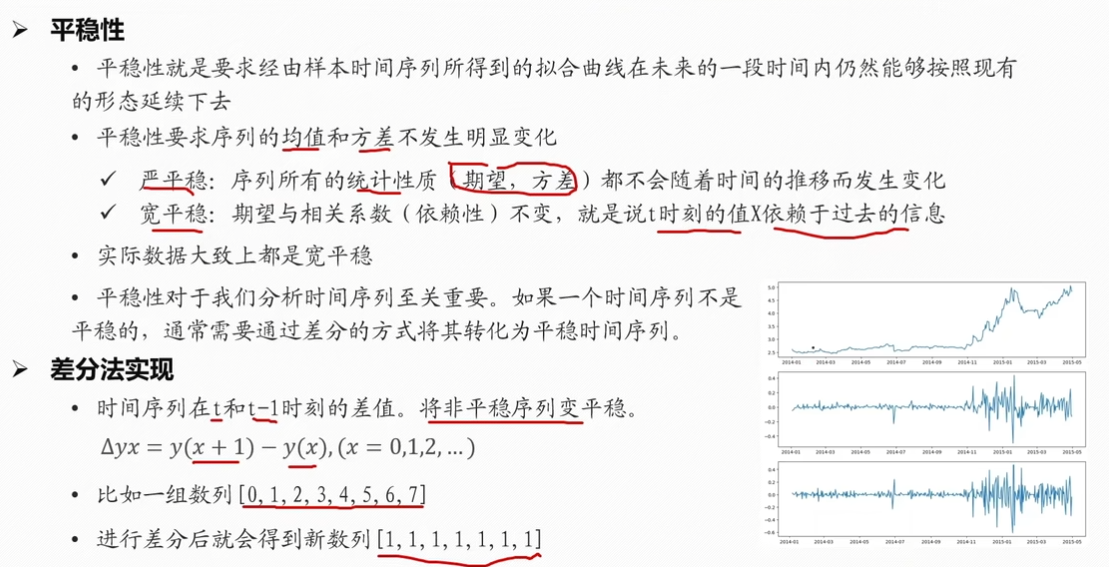 ➢ 平稳性
• 平稳性就是要求经由样本时间序列所得到的拟合曲线在未来的一段时间内仍然能够按照现有
的形态延续下去
• 平稳性要求序列的均值和方差不发生明显变化
✓ 严平稳：序列所有的统计性质（期望，方差）都不会随着时间的推移而发生变化
✓ 宽平稳：期望与相关系数（依赖性）不变，就是说t时刻的值X依赖于过去的信息
• 实际数据大致上都是宽平稳
• 平稳性对于我们分析时间序列至关重要。如果一个时间序列不是
平稳的，通常需要通过差分的方式将其转化为平稳时间序列。
➢ 差分法实现
• 时间序列在t和t-1时刻的差值。将非平稳序列变平稳。
Δyx = y(x + 1) − y(x), (x = 0,1,2, … )
• 比如一组数列[0, 1, 2, 3, 4, 5, 6, 7]
• 进行差分后就会得到新数列[1, 1, 1, 1, 1, 1, 1]
5.0
4.5
4.0
3.5
3.0
2.5
2014-01 2014-03 2014-05 2014-07 2014-09 2014-11 2015-01 2015-03 2015-05
0.4
0.2
0.0
-0.2
-0.4
2014-01 2014-03 2014-05 2014-07 2014-09 2014-11 2015-01 2015-03 2015-05
0.4
0.2
0.0
-0.2
-0.4
-0.6
2014-01 2014-03 2014-05 2014-07 2014-09 2014-11 2015-01 2015-03 2015-05